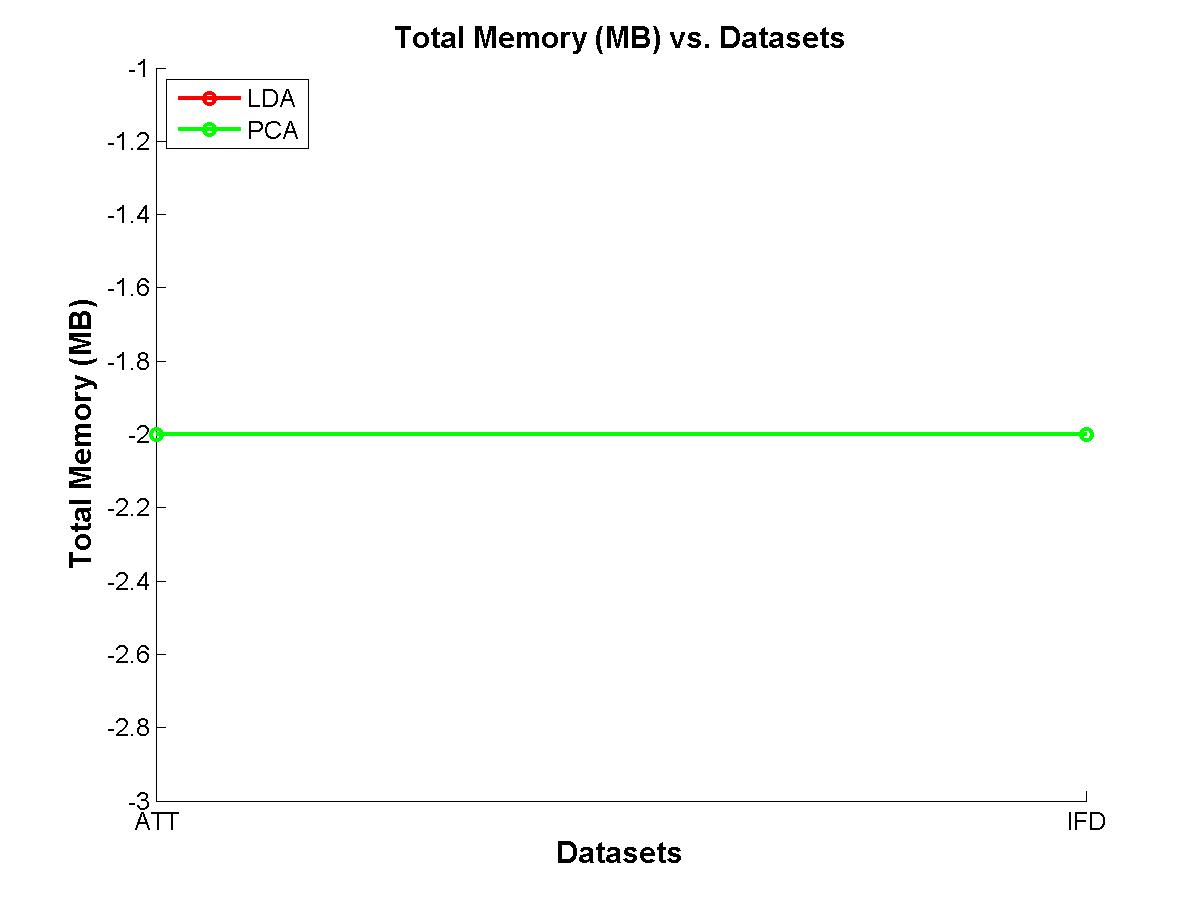 Total Memory (MB) vs. Datasets
-1
LDA
PCA
-1.2
-1.4
-1.6
-1.8
-2
-2.2
-2.4
-2.6
-2.8
-3
Total Memory (MB)
ATT
IFD
Datasets